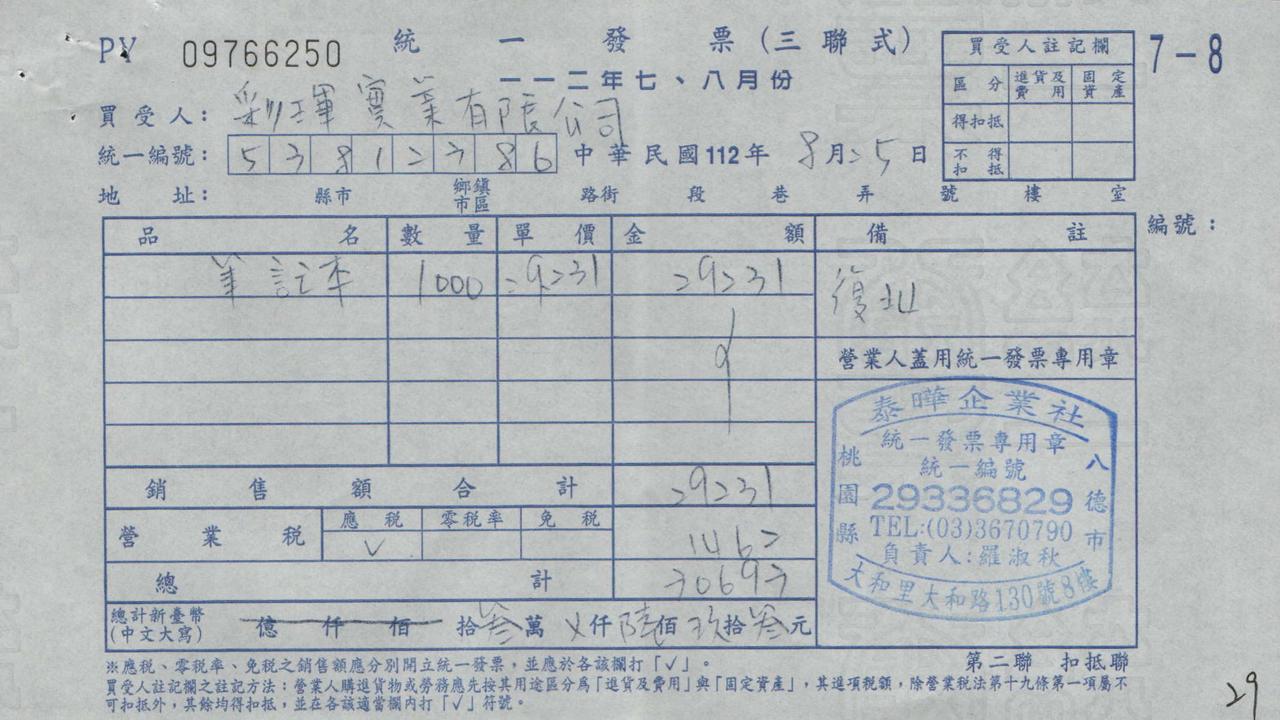 PY 09766250 統一發票(三聯式)
一一二年七、八月份
7-8
買受人註記欄
區分 進貨及費用 固定資產
得扣抵
不得扣抵
買受人: 彩琿實業有限公司
統一編號: 53812386 中華民國112年8月25日
地址: 縣市 鄉鎮市區 路街 段 巷 弄 號 樓 室
品名 數量 單價 金額 備註 編號:
筆記本 1000 29231 29231 復北
營業人蓋用統一發票專用章
泰曄企業社
統一發票專用章
統一編號
29336829
TEL:(03)3670790
負責人:羅淑秋
桃園縣
八德市
大和里大和路130號8樓
銷售額合計 29231
營業稅 應稅 零稅率 免稅
V 1462
總計 30693
總計新臺幣(中文大寫) 億仟佰拾叁萬 仟陸佰玖拾叁元
※應稅、零稅率、免稅之銷售額應分別開立統一發票,並應於各該欄打「✓」。
第二聯 扣抵聯
買受人註記欄之註記方法:營業人購進貨物或勞務應先按其用途區分為「進貨及費用」與「固定資產」,其進項稅額,除營業稅法第十九條第一項屬不
可扣抵外,其餘均得扣抵,並在各該適當欄內打「✓」符號。
29